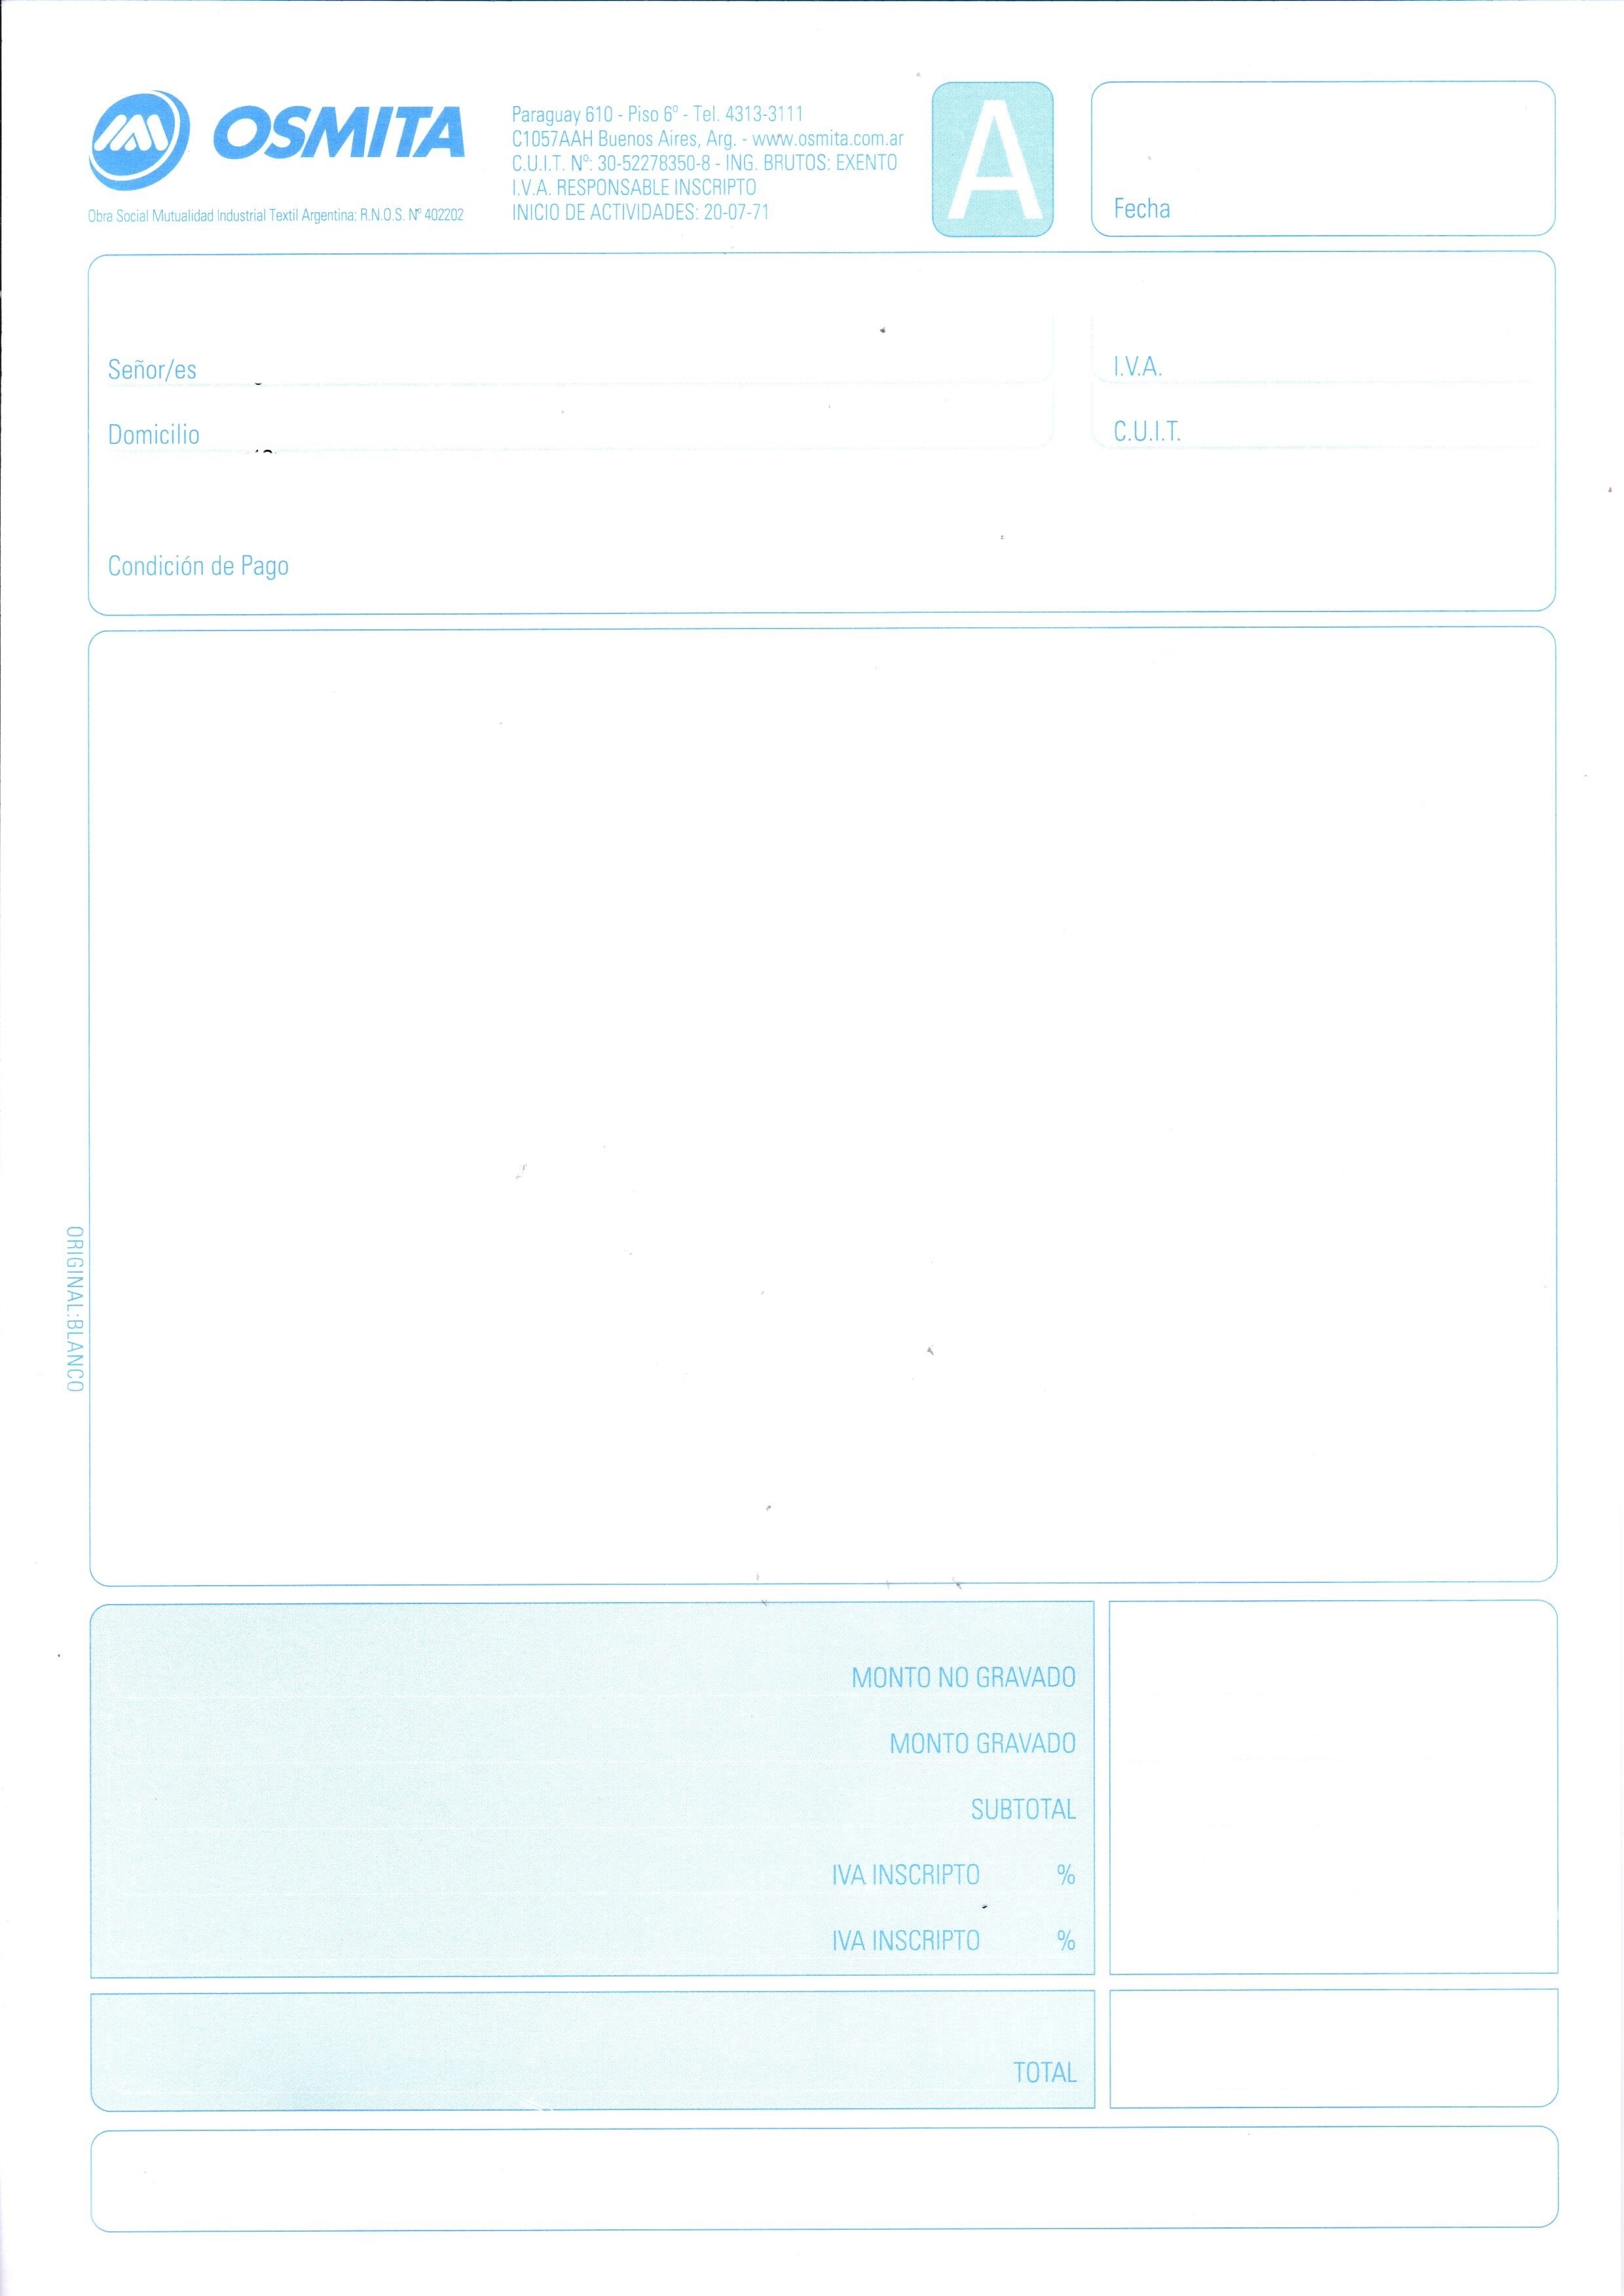 OSMITA
Obra Social Mutualidad Industrial Textil Argentina: R.N.O.S. Nº 402202
Paraguay 610 - Piso 6º - Tel. 4313-3111
C1057AAH Buenos Aires, Arg. - www.osmita.com.ar
C.U.I.T. Nº: 30-52278350-8 - ING. BRUTOS: EXENTO
I.V.A. RESPONSABLE INSCRIPTO
INICIO DE ACTIVIDADES: 20-07-71
A
Fecha
Señor/es
I.V.A.
Domicilio
C.U.I.T.
Condición de Pago
ORIGINAL:BLANCO
MONTO NO GRAVADO
MONTO GRAVADO
SUBTOTAL
IVA INSCRIPTO %
IVA INSCRIPTO %
TOTAL